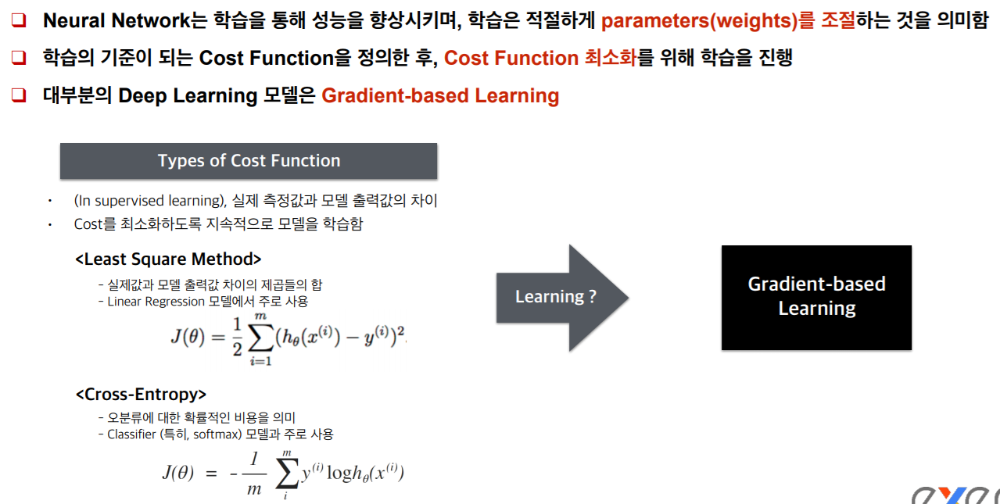 ❑ Neural Network는 학습을 통해 성능을 향상시키며, 학습은 적절하게 parameters(weights)를 조절하는 것을 의미함
❑ 학습의 기준이 되는 Cost Function을 정의한 후, Cost Function 최소화를 위해 학습을 진행
❑ 대부분의 Deep Learning 모델은 Gradient-based Learning
Types of Cost Function
• (In supervised learning), 실제 측정값과 모델 출력값의 차이
• Cost를 최소화하도록 지속적으로 모델을 학습함
<Least Square Method>
- 실제값과 모델 출력값 차이의 제곱들의 합
- Linear Regression 모델에서 주로 사용
J(θ) = \frac{1}{2} \sum_{i=1}^{m} (h_θ(x^{(i)}) − y^{(i)})^2.
<Cross-Entropy>
- 오분류에 대한 확률적인 비용을 의미
- Classifier (특히, softmax) 모델과 주로 사용
J(θ) = - \frac{1}{m} \sum_{i}^{m} y^{(i)} log h_θ(x^{(i)})
Learning ?
Gradient-based
Learning